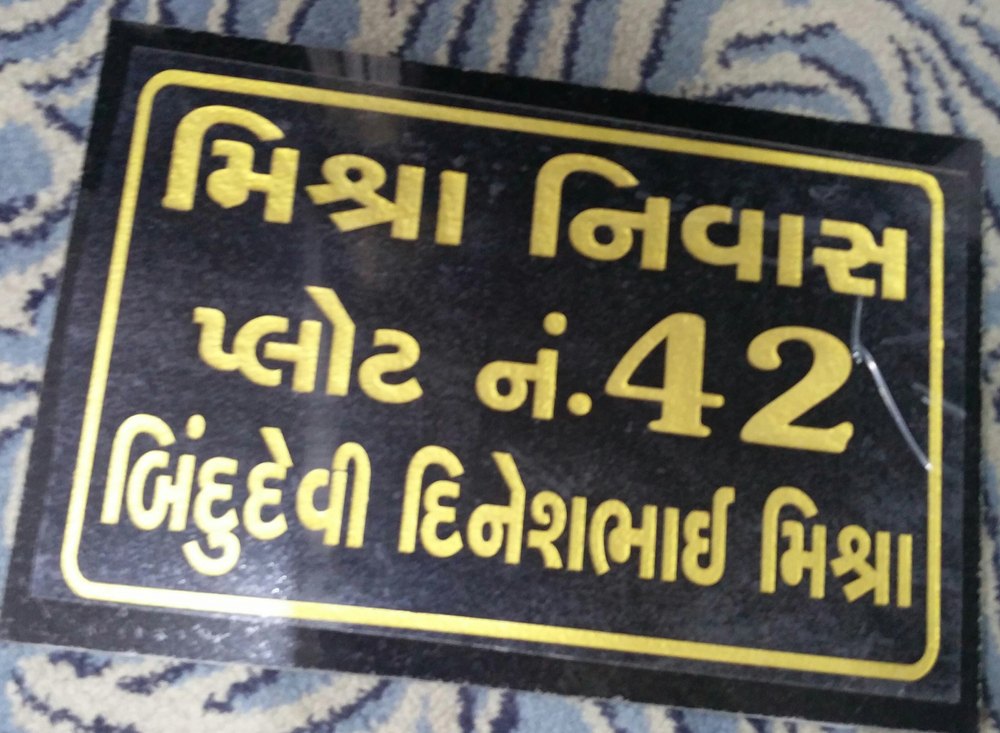 મિશ્રા નિવાસ
પ્લોટ નં.42
બિંદુદેવી દિનેશભાઈ મિશ્રા